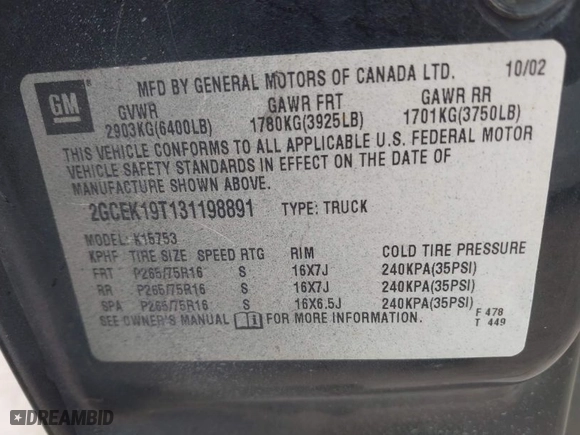 MFD BY GENERAL MOTORS OF CANADA LTD. 10/02
GM
GVWR GAWR FRT GAWR RR
2903KG(6400LB) 1780KG(3925LB) 1701KG(3750LB)
THIS VEHICLE CONFORMS TO ALL APPLICABLE U.S. FEDERAL MOTOR
VEHICLE SAFETY STANDARDS IN EFFECT ON THE DATE OF
MANUFACTURE SHOWN ABOVE.
2GCEK19T131198891 TYPE: TRUCK
MODEL: K15753
KPHF TIRE SIZE SPEED RTG RIM COLD TIRE PRESSURE
FRT P265/75R16 S 16X7J 240KPA(35PSI)
RR P265/75R16 S 16X7J 240KPA(35PSI)
SPA P265/75R16 S 16X6.5J 240KPA(35PSI)
SEE OWNER'S MANUAL FOR MORE INFORMATION. F 478
T 449
DREAMBID